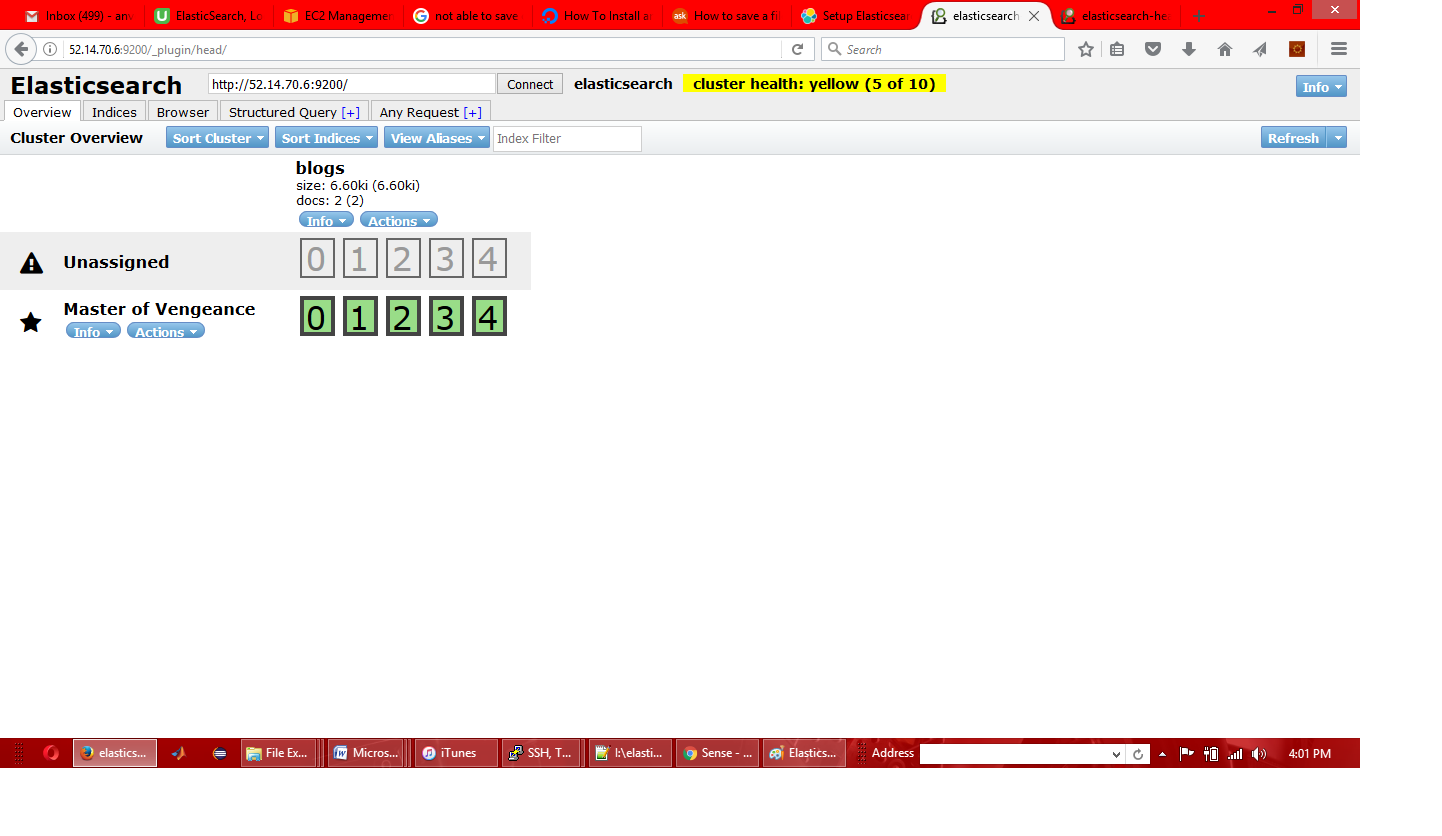 Inbox (499) - anv
ElasticSearch, Lo
EC2 Managemen
not able to save
How To Install an
ask How to save a fi
Setup Elasticsear
elasticsearch
elasticsearch-he
52.14.70.6:9200/_plugin/head/
Search
Elasticsearch
http://52.14.70.6:9200/
Connect
elasticsearch
cluster health: yellow (5 of 10)
Info
Overview
Indices
Browser
Structured Query [+]
Any Request [+]
Cluster Overview
Sort Cluster
Sort Indices
View Aliases
Index Filter
Refresh
blogs
size: 6.60ki (6.60ki)
docs: 2 (2)
Info
Actions
Unassigned
0 1 2 3 4
Master of Vengeance
Info
Actions
0 1 2 3 4
elastics...
File Ex...
Micros...
iTunes
SSH, T...
I:\elasti...
Sense - ...
Elastics...
Address
4:01 PM